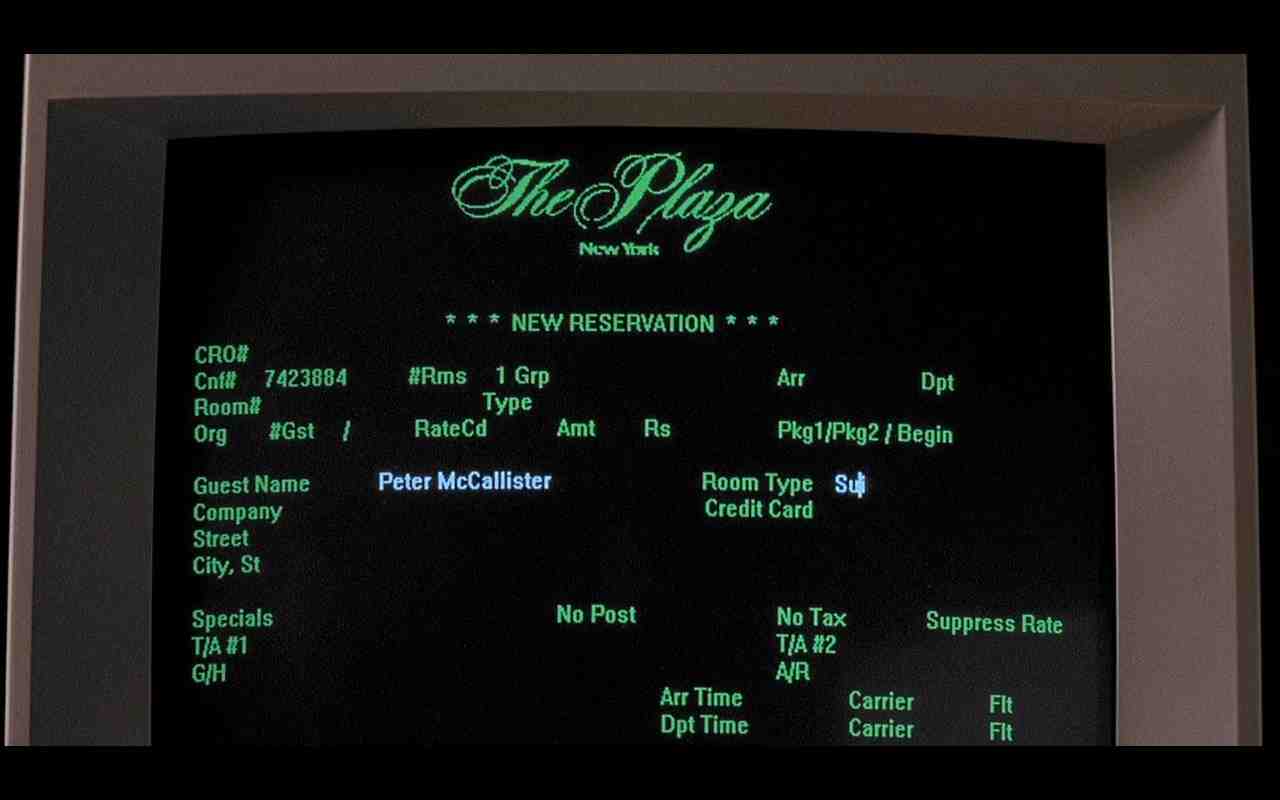 The Plaza
New York
* * * NEW RESERVATION * * *
CRO#
Cnf# 7423884 #Rms 1 Grp Arr Dpt
Room# Type
Org #Gst / RateCd Amt Rs Pkg1/Pkg2 / Begin
Guest Name Peter McCallister Room Type Sui
Company Credit Card
Street
City, St
Specials No Post No Tax Suppress Rate
T/A #1 T/A #2
G/H A/R
Arr Time Carrier Flt
Dpt Time Carrier Flt